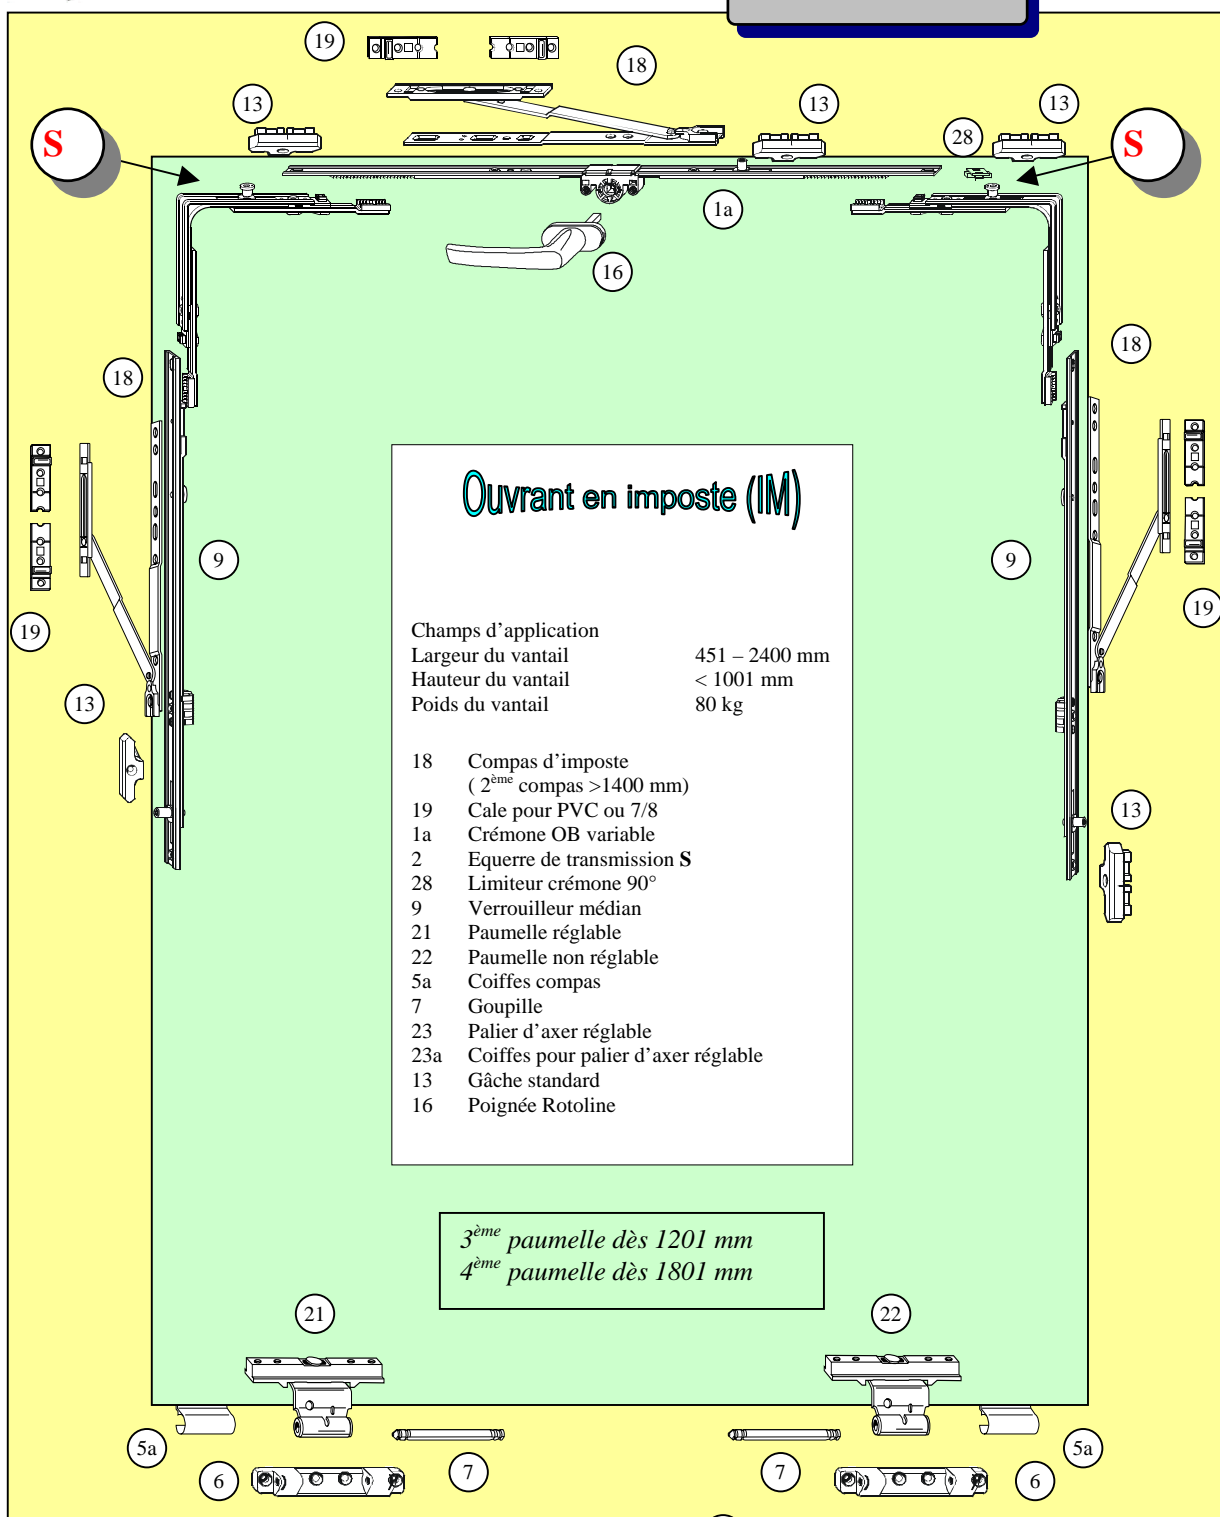 19
18
13
13
13
28
S
S
1a
16
18
18
9
9
19
19
13
13
Ouvrant en imposte (IM)
Champs d’application
Largeur du vantail 451 – 2400 mm
Hauteur du vantail < 1001 mm
Poids du vantail 80 kg
18 Compas d’imposte
( 2ème compas >1400 mm)
19 Cale pour PVC ou 7/8
1a Crémone OB variable
2 Equerre de transmission S
28 Limiteur crémone 90°
9 Verrouilleur médian
21 Paumelle réglable
22 Paumelle non réglable
5a Coiffes compas
7 Goupille
23 Palier d’axer réglable
23a Coiffes pour palier d’axer réglable
13 Gâche standard
16 Poignée Rotoline
3ème paumelle dès 1201 mm
4ème paumelle dès 1801 mm
21
22
5a
5a
6
7
7
6